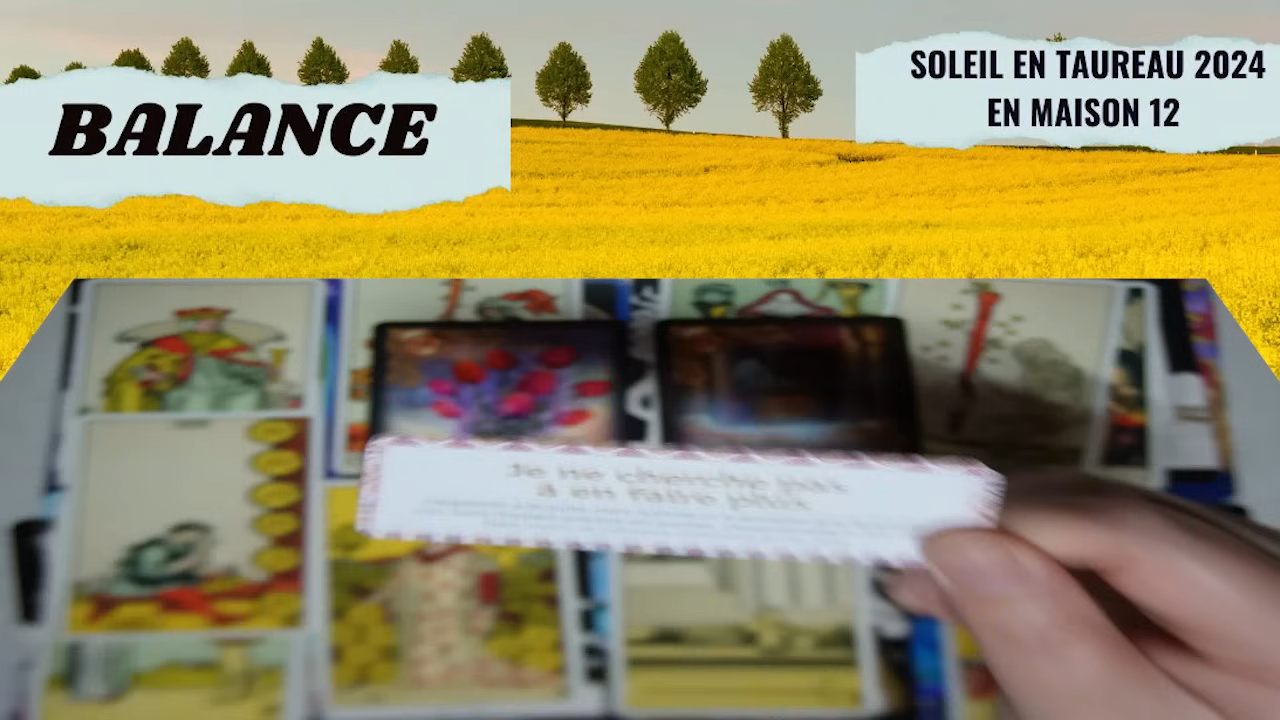 BALANCE
SOLEIL EN TAUREAU 2024
EN MAISON 12
Je ne cherche pas
à en faire plus